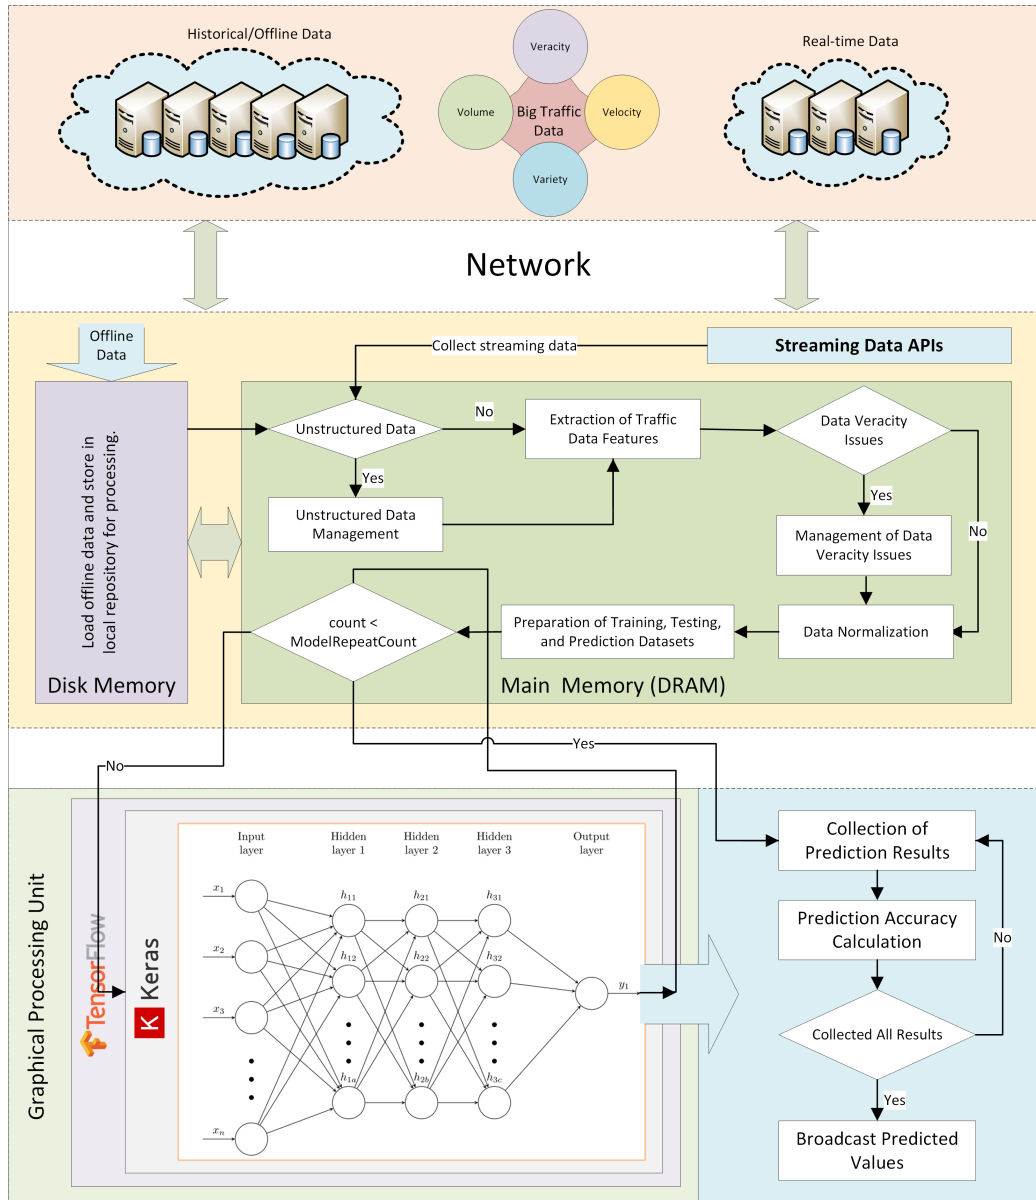 Historical/Offline Data
Veracity
Real-time Data
Volume
Big Traffic
Data
Velocity
Variety
Network
Offline
Data
Collect streaming data
Streaming Data APIs
Unstructured Data
No
Extraction of Traffic
Data Features
Data Veracity
Issues
Yes
Yes
No
Unstructured Data
Management
Management of Data
Veracity Issues
Load offline data and store in
local repository for processing.
count <
ModelRepeatCount
Preparation of Training, Testing,
and Prediction Datasets
Data Normalization
Disk Memory
Main Memory (DRAM)
Yes
No
Graphical Processing Unit
TensorFlow
K Keras
Input
layer
Hidden
layer 1
Hidden
layer 2
Hidden
layer 3
Output
layer
x1
h11
h21
h31
x2
h12
h22
h32
x3
y1
h1a
h2b
h3c
xn
Collection of
Prediction Results
Prediction Accuracy
Calculation
No
Collected All Results
Yes
Broadcast Predicted
Values